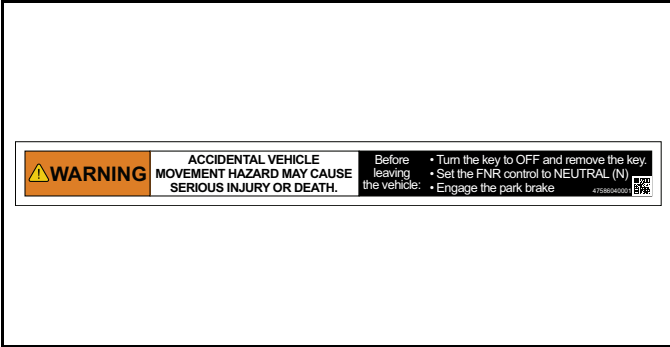 WARNING
ACCIDENTAL VEHICLE
MOVEMENT HAZARD MAY CAUSE
SERIOUS INJURY OR DEATH.
Before
leaving
the vehicle:
• Turn the key to OFF and remove the key.
• Set the FNR control to NEUTRAL (N)
• Engage the park brake
47586040001